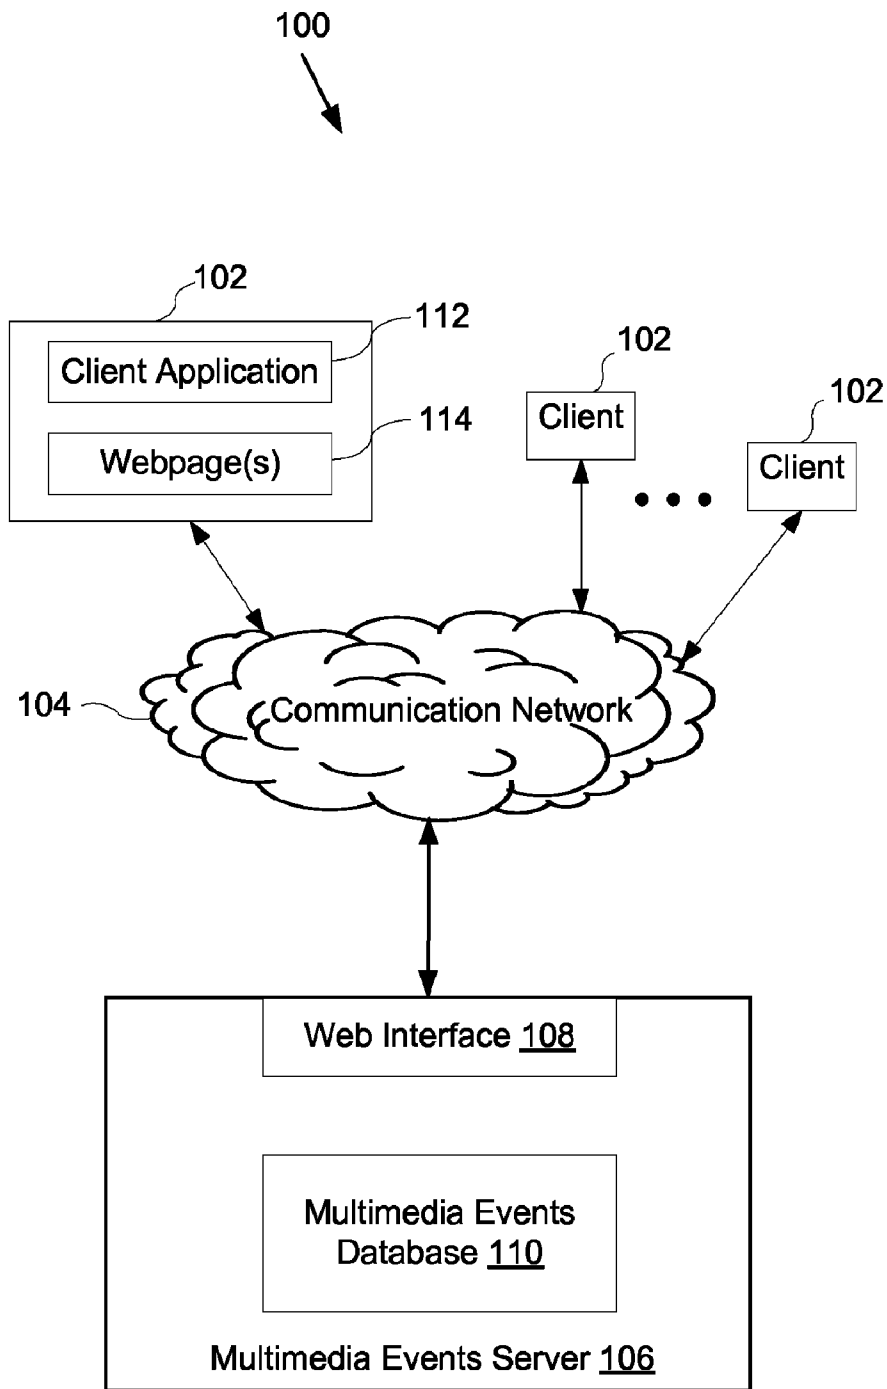 100
102
112
Client Application
114
Webpage(s)
102
Client
102
Client
104
Communication Network
Web Interface 108
Multimedia Events
Database 110
Multimedia Events Server 106